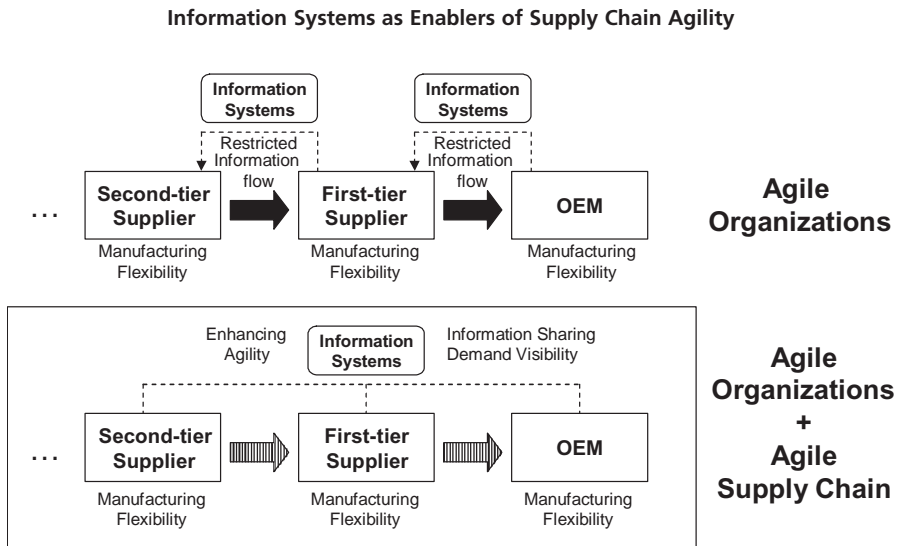 Information Systems as Enablers of Supply Chain Agility
Information
Systems
Information
Systems
Restricted
Information
flow
Restricted
Information
flow
...
Second-tier
Supplier
First-tier
Supplier
OEM
Manufacturing
Flexibility
Manufacturing
Flexibility
Manufacturing
Flexibility
Agile
Organizations
Enhancing
Agility
Information
Systems
Information Sharing
Demand Visibility
...
Second-tier
Supplier
First-tier
Supplier
OEM
Manufacturing
Flexibility
Manufacturing
Flexibility
Manufacturing
Flexibility
Agile
Organizations
+
Agile
Supply Chain